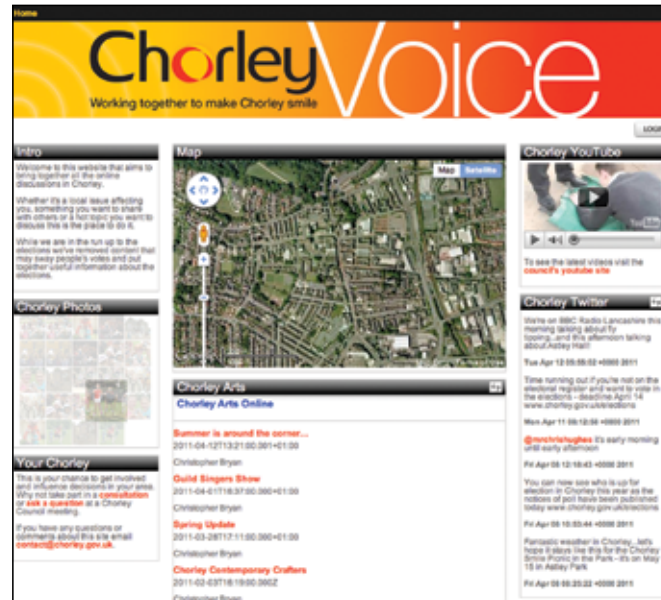 Home
Chorley Voice
Working together to make Chorley smile
Intro
Welcome to this website that aims to
bring together all the online
discussions in Chorley.
Whether it's a local issue affecting
you, something you want to share
with others or a hot topic you want to
discuss this is the place to do it.
While we are in the run up to the
elections we've removed content that
may sway people's votes and put
together useful information about the
elections.
Chorley Photos
Your Chorley
This is your chance to get involved
and influence decisions in your area.
Why not take part in a consultation
or ask a question at a Chorley
Council meeting.
If you have any questions or
comments about this site email
contact@chorley.gov.uk.
Map
Map Satellite
Chorley Arts
Chorley Arts Online
Summer is around the corner...
2011-04-12T13:21:00.001+01:00
Christopher Bryan
Guild Singers Show
2011-04-01T16:37:00.000+01:00
Christopher Bryan
Spring Update
2011-03-28T17:11:00.000+01:00
Christopher Bryan
Chorley Contemporary Crafters
2011-02-03T16:19:00.000Z
Christopher Bryan
Chorley YouTube
To see the latest videos visit the
council's youtube site
Chorley Twitter
We're on BBC Radio Lancashire this
morning talking about fly
tipping...and this afternoon talking
about Astley Hall!
Tue Apr 12 +0000 2011
Time running out if you're not on the
electoral register and want to vote in
the elections - deadline April 14
www.chorley.gov.uk/elections
Mon Apr 11 08:12:56 +0000 2011
@mrchrishughes it's early morning
until early afternoon
Fri Apr 08 12:18:43 +0000 2011
You can now see who is up for
election in Chorley this year as the
notices of poll have been published
today www.chorley.gov.uk/elections
Fri Apr 08 10:53:44 +0000 2011
Fantastic weather in Chorley...let's
hope it stays like this for the Chorley
Smile Picnic in the Park - it's on May
15 in Astley Park
Fri Apr 08 +0000 2011